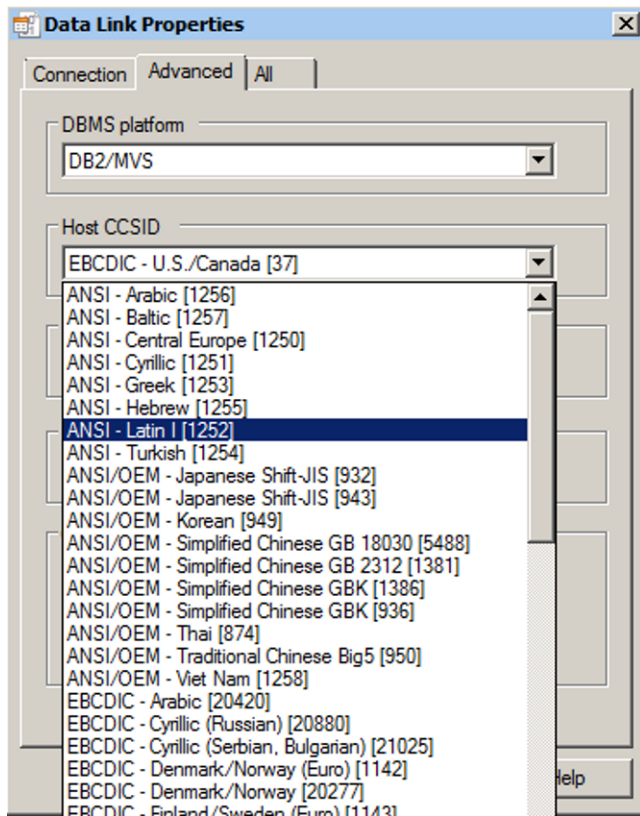 Data Link Properties
Connection Advanced All
DBMS platform
DB2/MVS
Host CCSID
EBCDIC - U.S./Canada [37]
ANSI - Arabic [1256]
ANSI - Baltic [1257]
ANSI - Central Europe [1250]
ANSI - Cyrillic [1251]
ANSI - Greek [1253]
ANSI - Hebrew [1255]
ANSI - Latin I [1252]
ANSI - Turkish [1254]
ANSI/OEM - Japanese Shift-JIS [932]
ANSI/OEM - Japanese Shift-JIS [943]
ANSI/OEM - Korean [949]
ANSI/OEM - Simplified Chinese GB 18030 [5488]
ANSI/OEM - Simplified Chinese GB 2312 [1381]
ANSI/OEM - Simplified Chinese GBK [1386]
ANSI/OEM - Simplified Chinese GBK [936]
ANSI/OEM - Thai [874]
ANSI/OEM - Traditional Chinese Big5 [950]
ANSI/OEM - Viet Nam [1258]
EBCDIC - Arabic [20420]
EBCDIC - Cyrillic (Russian) [20880]
EBCDIC - Cyrillic (Serbian, Bulgarian) [21025]
EBCDIC - Denmark/Norway (Euro) [1142]
Help
EBCDIC - Denmark/Norway [20277]
EBCDIC - Finland/Sweden (Euro) [1143]